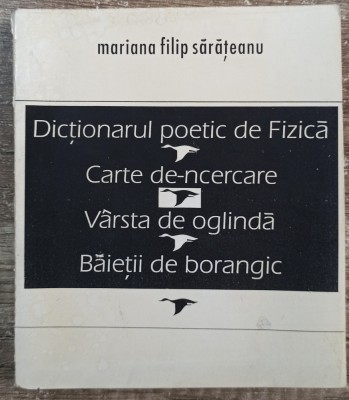 mariana filip sărățeanu
Dicționarul poetic de Fizică
Carte de-ncercare
Vârsta de oglindă
Băieții de borangic